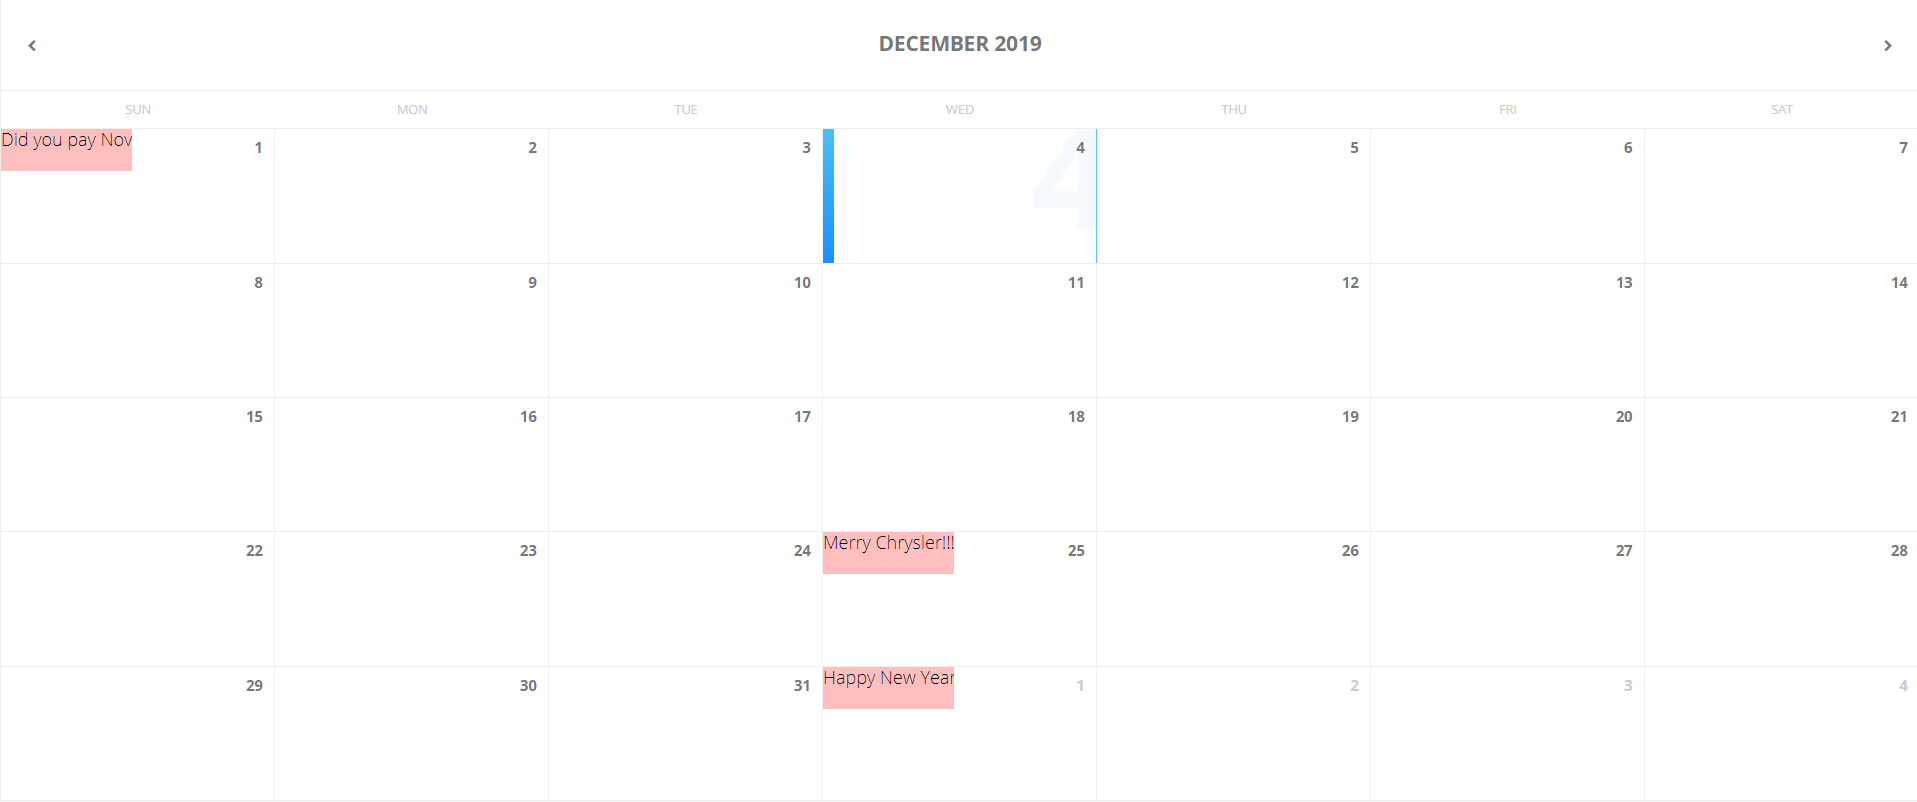 DECEMBER 2019
SUN MON TUE WED THU FRI SAT
Did you pay Nov 1 2 3 4 4 5 6 7
8 9 10 11 12 13 14
15 16 17 18 19 20 21
22 23 24 Merry Chrysler!!! 25 26 27 28
29 30 31 Happy New Year 1 2 3 4